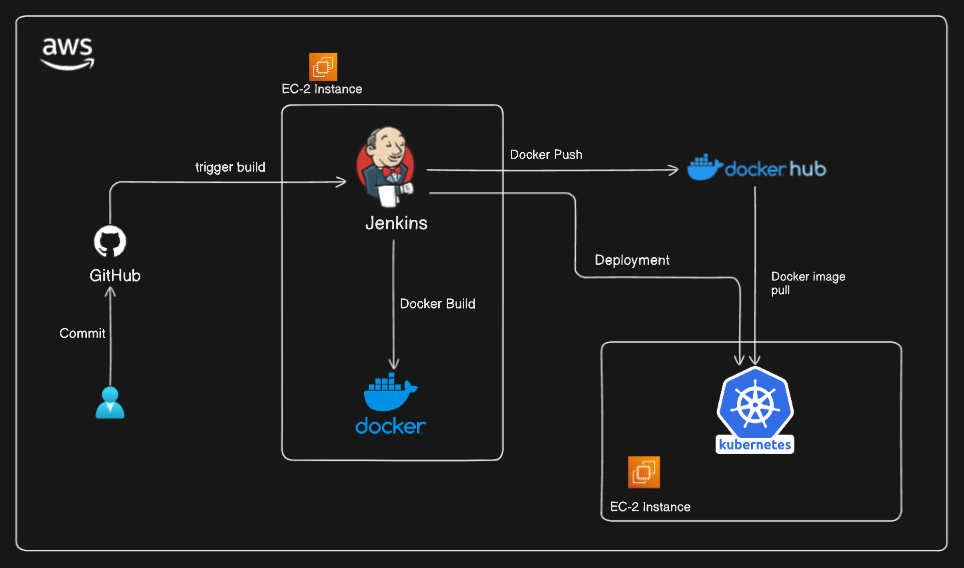 aws
EC-2 Instance
trigger build
Docker Push
docker hub
Jenkins
GitHub
Deployment
Docker image
pull
Docker Build
Commit
docker
kubernetes
EC-2 Instance